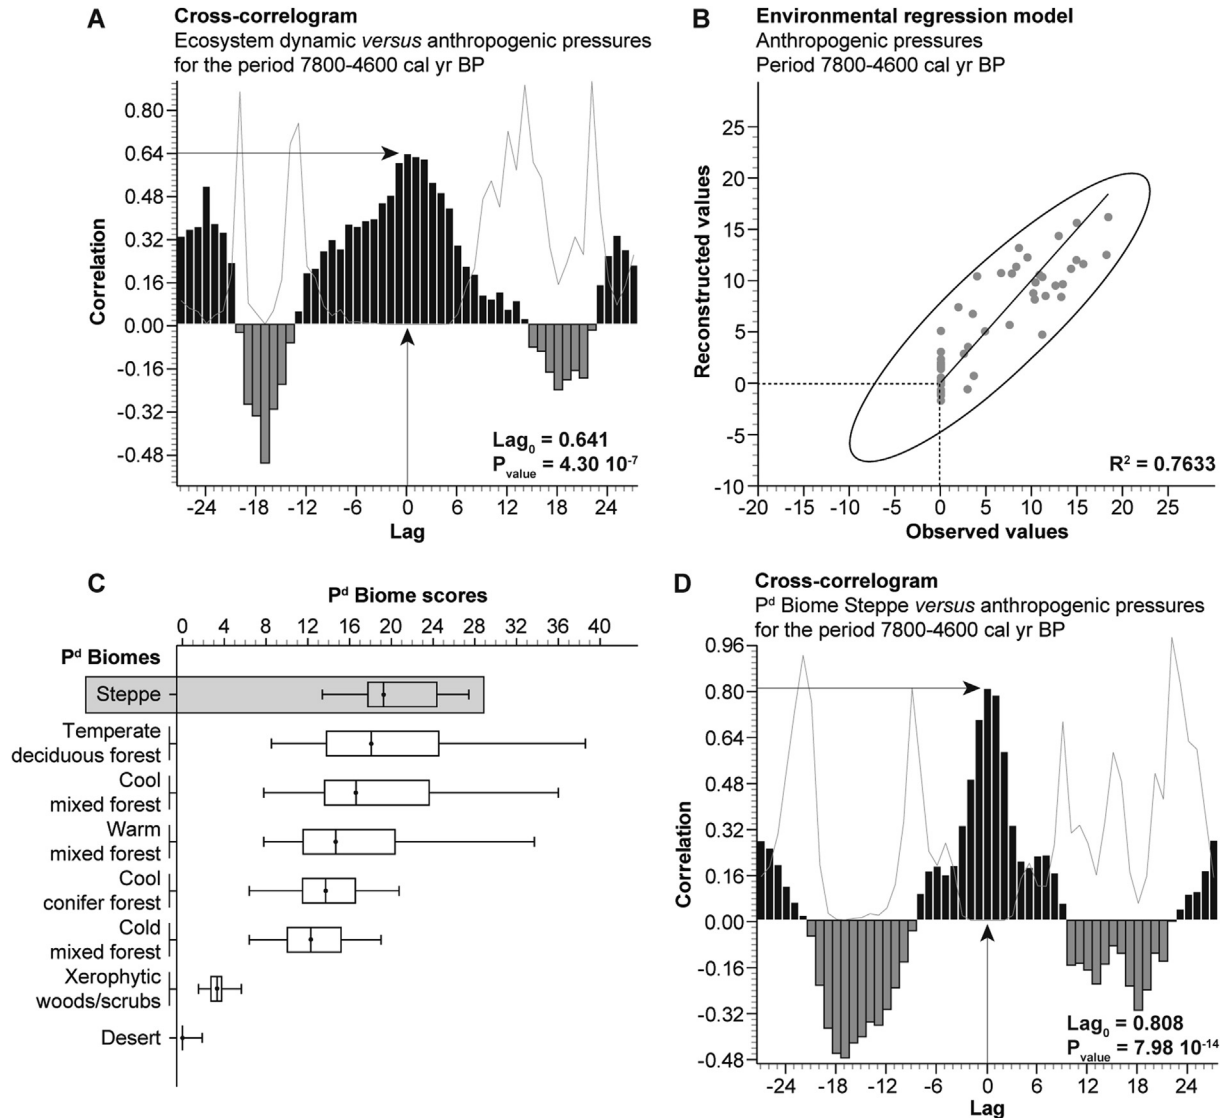 A
Cross-correlogram
Ecosystem dynamic versus anthropogenic pressures
for the period 7800-4600 cal yr BP
Correlation
0.80
0.64
0.48
0.32
0.16
0.00
-0.16
-0.32
-0.48
Lag0 = 0.641
Pvalue = 4.30 10-7
-24 -18 -12 -6 0 6 12 18 24
Lag
B
Environmental regression model
Anthropogenic pressures
Period 7800-4600 cal yr BP
Reconstructed values
25
20
15
10
5
0
-5
-10
R2 = 0.7633
-20 -15 -10 -5 0 5 10 15 20 25
Observed values
C
Pd Biome scores
0 4 8 12 16 20 24 28 32 36 40
Pd Biomes
Steppe
Temperate
deciduous forest
Cool
mixed forest
Warm
mixed forest
Cool
conifer forest
Cold
mixed forest
Xerophytic
woods/scrubs
Desert
D
Cross-correlogram
Pd Biome Steppe versus anthropogenic pressures
for the period 7800-4600 cal yr BP
Correlation
0.96
0.80
0.64
0.48
0.32
0.16
0.00
-0.16
-0.32
-0.48
Lag0 = 0.808
Pvalue = 7.98 10-14
-24 -18 -12 -6 0 6 12 18 24
Lag